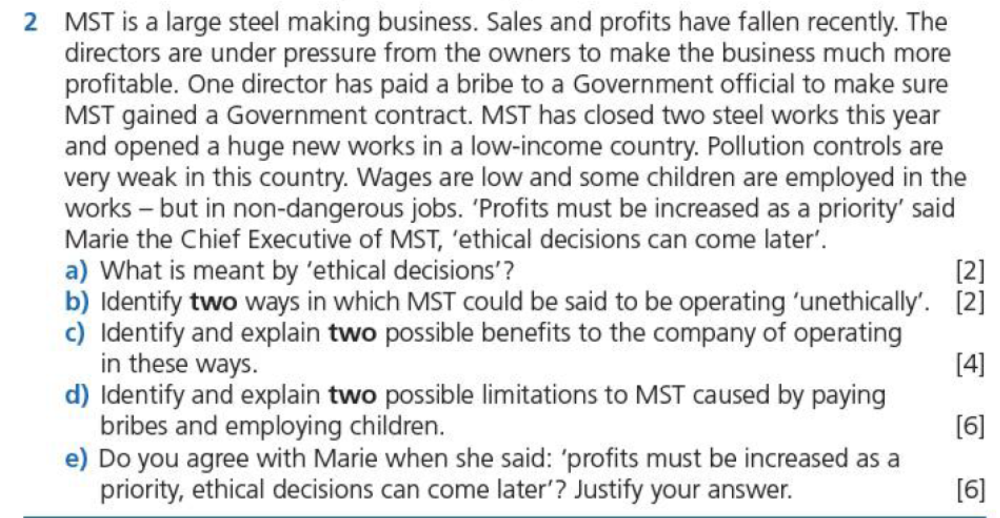 2 MST is a large steel making business. Sales and profits have fallen recently. The
directors are under pressure from the owners to make the business much more
profitable. One director has paid a bribe to a Government official to make sure
MST gained a Government contract. MST has closed two steel works this year
and opened a huge new works in a low-income country. Pollution controls are
very weak in this country. Wages are low and some children are employed in the
works – but in non-dangerous jobs. ‘Profits must be increased as a priority’ said
Marie the Chief Executive of MST, ‘ethical decisions can come later’.
a) What is meant by ‘ethical decisions’? [2]
b) Identify two ways in which MST could be said to be operating ‘unethically’. [2]
c) Identify and explain two possible benefits to the company of operating
in these ways. [4]
d) Identify and explain two possible limitations to MST caused by paying
bribes and employing children. [6]
e) Do you agree with Marie when she said: ‘profits must be increased as a
priority, ethical decisions can come later’? Justify your answer. [6]